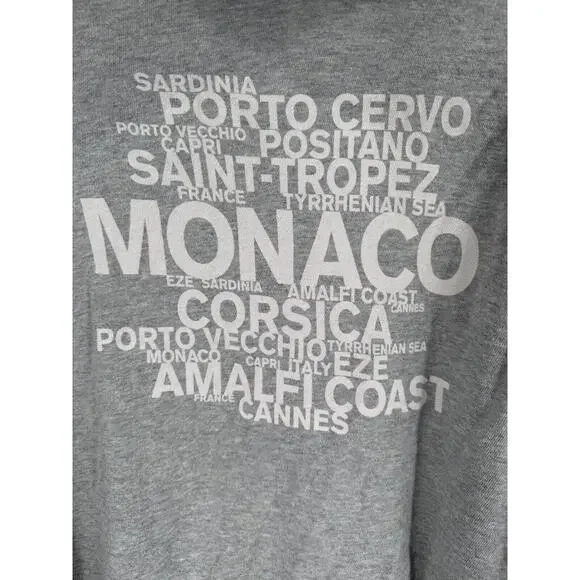 SARDINIA
PORTO CERVO
PORTO VECCHIO POSITANO
CAPRI
SAINT-TROPEZ
FRANCE TYRRHENIAN SEA
MONACO
EZE SARDINIA AMALFI COAST
CANNES
CORSICA
PORTO VECCHIO TYRRHENIAN SEA
MONACO CAPRI ITALY EZE
AMALFI COAST
FRANCE
CANNES